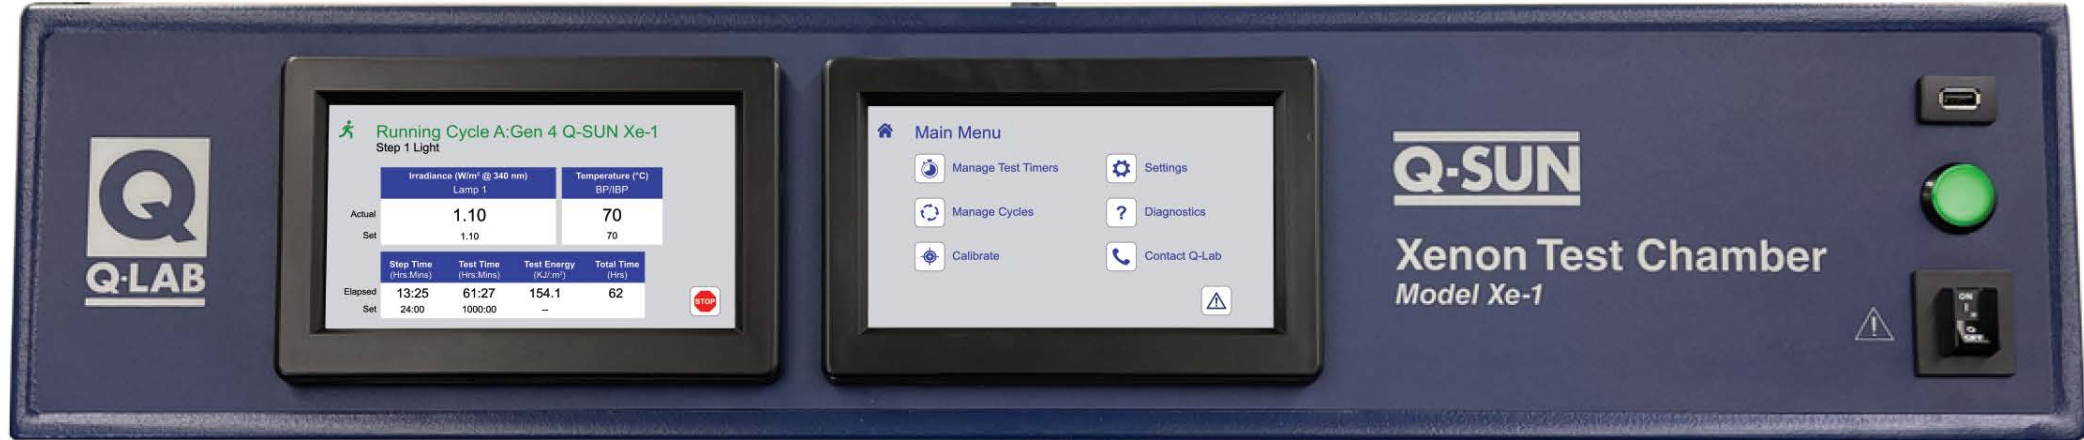 Q-LAB
Running Cycle A:Gen 4 Q-SUN Xe-1
Step 1 Light
Irradiance (W/m² @ 340 nm) Temperature (°C)
Lamp 1 BP/IBP
Actual 1.10 70
Set 1.10 70
Step Time Test Time Test Energy Total Time
(Hrs:Mins) (Hrs:Mins) (KJ/:m²) (Hrs)
Elapsed 13:25 61:27 154.1 62
Set 24:00 1000:00 --
STOP
Main Menu
Manage Test Timers Settings
Manage Cycles ? Diagnostics
Calibrate Contact Q-Lab
Q-SUN
Xenon Test Chamber
Model Xe-1
ON
I
OFF